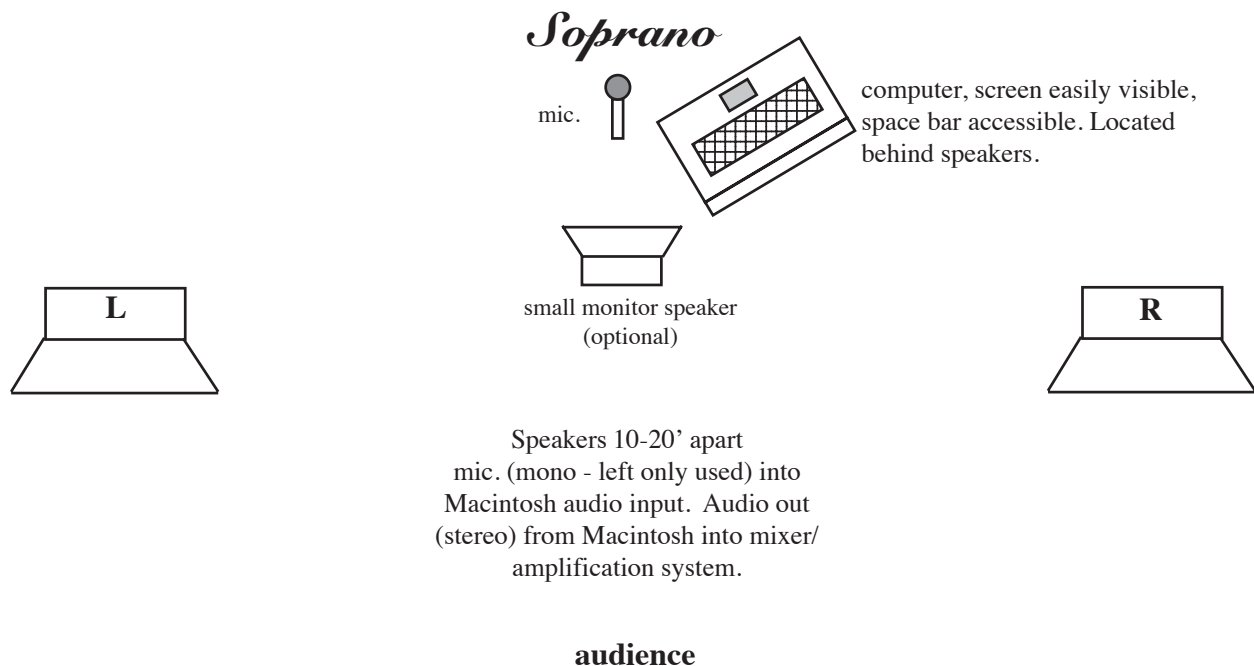 Soprano
mic.
computer, screen easily visible,
space bar accessible. Located
behind speakers.
small monitor speaker
(optional)
L
R
Speakers 10-20’ apart
mic. (mono - left only used) into
Macintosh audio input.  Audio out
(stereo) from Macintosh into mixer/
amplification system.
audience